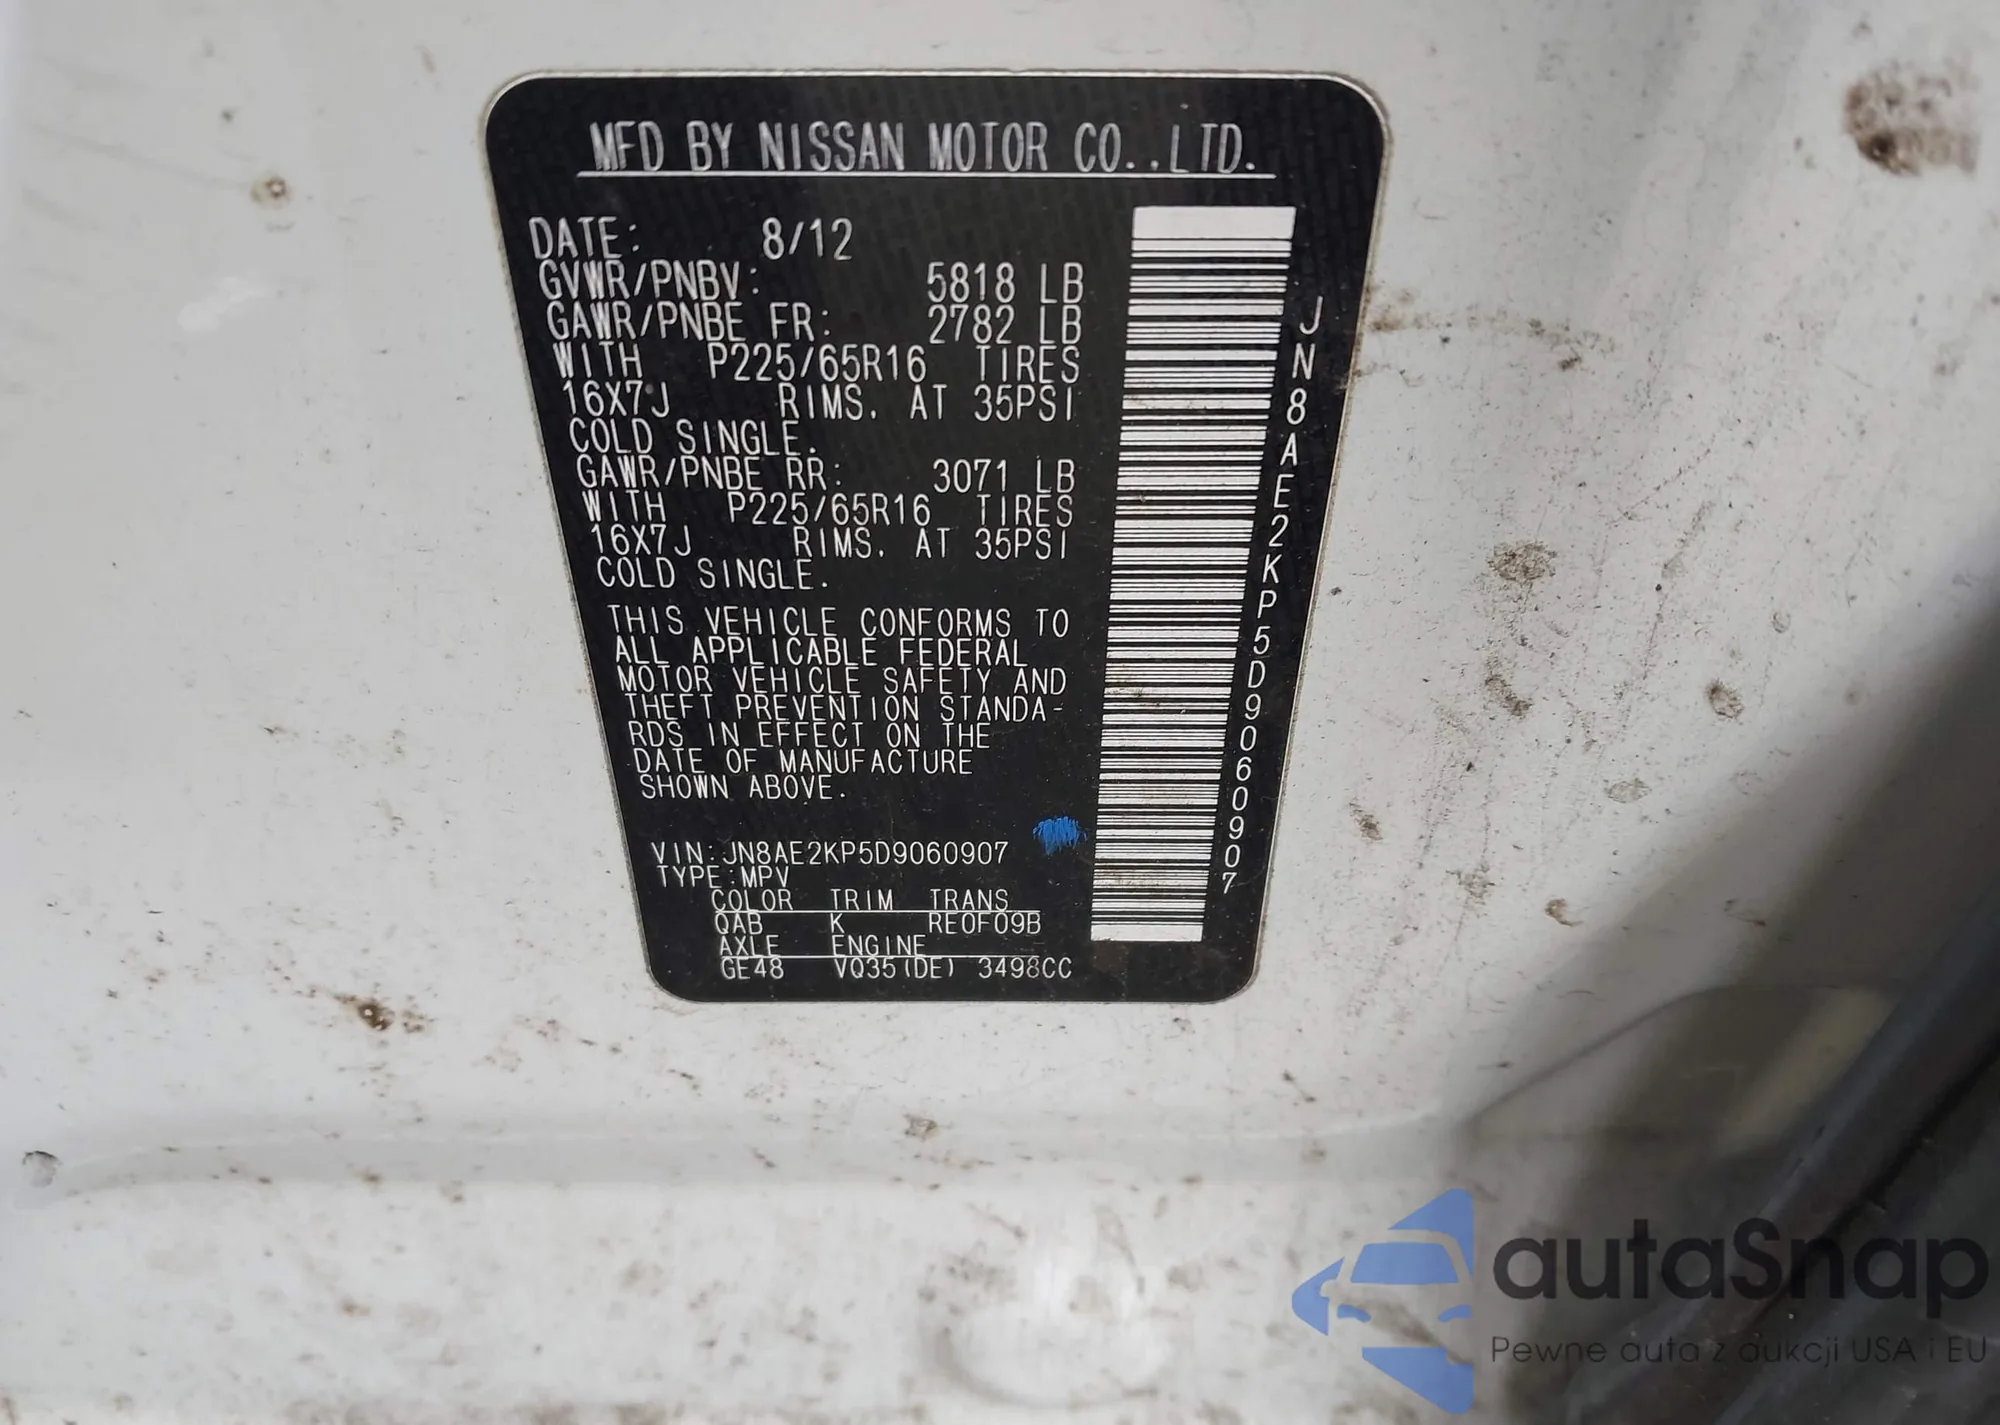 MFD BY NISSAN MOTOR CO.,LTD.
DATE: 8/12
GVWR/PNBV: 5818 LB
GAWR/PNBE FR: 2782 LB
WITH P225/65R16 TIRES
16X7J RIMS. AT 35PSI
COLD SINGLE.
GAWR/PNBE RR: 3071 LB
WITH P225/65R16 TIRES
16X7J RIMS. AT 35PSI
COLD SINGLE.
THIS VEHICLE CONFORMS TO
ALL APPLICABLE FEDERAL
MOTOR VEHICLE SAFETY AND
THEFT PREVENTION STANDA-
RDS IN EFFECT ON THE
DATE OF MANUFACTURE
SHOWN ABOVE.
VIN:JN8AE2KP5D9060907
TYPE:MPV
COLOR TRIM TRANS
QAB K RE0F09B
AXLE ENGINE
GE48 VQ35(DE) 3498CC
JN8AE2KP5D9060907
autaSnap
Pewne auta z aukcji USA i EU